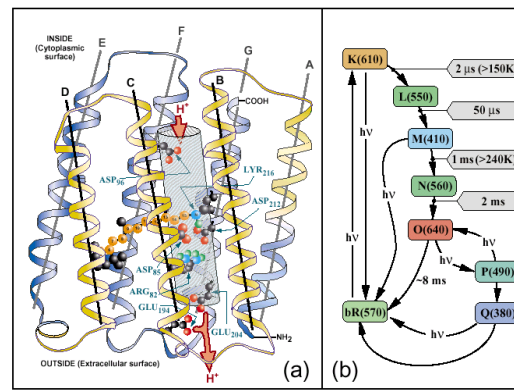 INSIDE
(Cytoplasmic
surface)
E
F
G
A
D
C
B
H⁺
COOH
ASP₉₆
LYR₂₁₆
ASP₂₁₂
ASP₈₅
ARG₈₂
GLU₁₉₄
GLU₂₀₄
NH₂
OUTSIDE (Extracellular surface)
H⁺
(a)
(b)
K(610)
2 µs (>150K)
L(550)
50 µs
hν
M(410)
1 ms (>240K)
N(560)
2 ms
O(640)
hν
hν
hν
P(490)
~8 ms
hν
bR(570)
Q(380)
hν